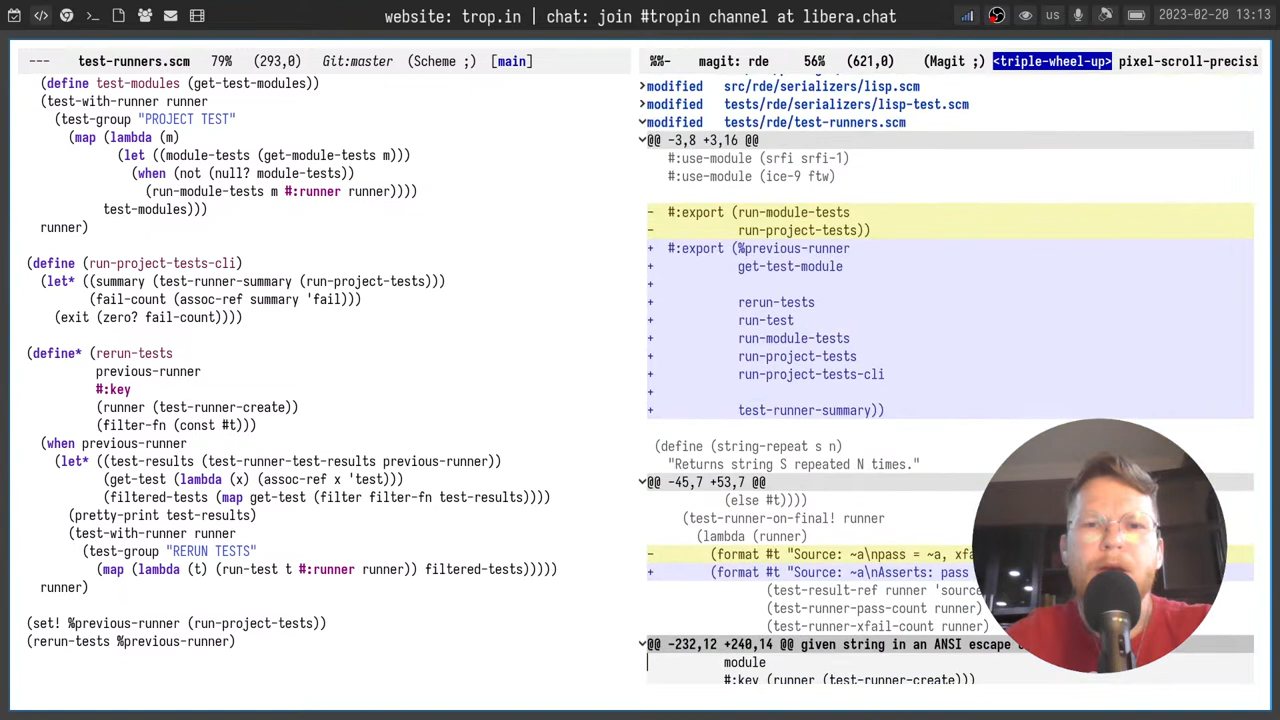 website: trop.in | chat: join #tropin channel at libera.chat
us
2023-02-20 13:13
--- test-runners.scm 79% (293,0) Git:master (Scheme ;) [main]
(define test-modules (get-test-modules))
(test-with-runner runner
(test-group "PROJECT TEST"
(map (lambda (m)
(let ((module-tests (get-module-tests m)))
(when (not (null? module-tests))
(run-module-tests m #:runner runner))))
test-modules)))
runner)
(define (run-project-tests-cli)
(let* ((summary (test-runner-summary (run-project-tests)))
(fail-count (assoc-ref summary 'fail)))
(exit (zero? fail-count))))
(define* (rerun-tests
previous-runner
#:key
(runner (test-runner-create))
(filter-fn (const #t)))
(when previous-runner
(let* ((test-results (test-runner-test-results previous-runner))
(get-test (lambda (x) (assoc-ref x 'test)))
(filtered-tests (map get-test (filter filter-fn test-results))))
(pretty-print test-results)
(test-with-runner runner
(test-group "RERUN TESTS"
(map (lambda (t) (run-test t #:runner runner)) filtered-tests)))))
runner)
(set! %previous-runner (run-project-tests))
(rerun-tests %previous-runner)
%%- magit: rde 56% (621,0) (Magit ;) <triple-wheel-up> pixel-scroll-precisi
modified src/rde/serializers/lisp.scm
modified tests/rde/serializers/lisp-test.scm
modified tests/rde/test-runners.scm
@@ -3,8 +3,16 @@
#:use-module (srfi srfi-1)
#:use-module (ice-9 ftw)
- #:export (run-module-tests
- run-project-tests))
+ #:export (%previous-runner
+ get-test-module
+
+ rerun-tests
+ run-test
+ run-module-tests
+ run-project-tests
+ run-project-tests-cli
+
+ test-runner-summary))
(define (string-repeat s n)
"Returns string S repeated N times."
@@ -45,7 +53,7 @@
(else #t))))
(test-runner-on-final! runner
(lambda (runner)
- (format #t "Source: ~a\npass = ~a, xfa
+ (format #t "Source: ~a\nAsserts: pass
(test-result-ref runner 'source
(test-runner-pass-count runner)
(test-runner-xfail-count runner)
@@ -232,12 +240,14 @@ given string in an ANSI escape
module
#:key (runner (test-runner-create)))